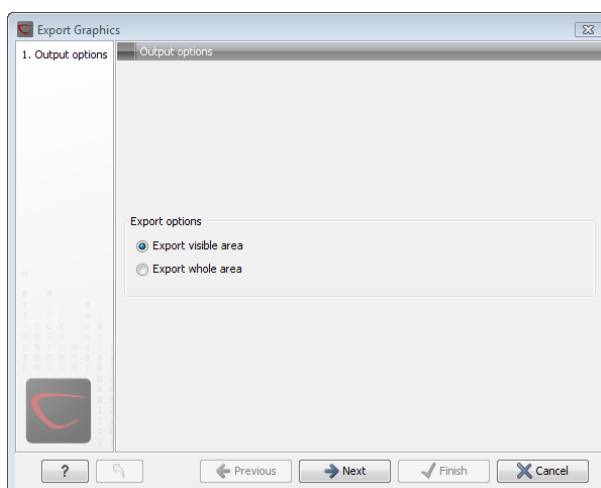 Export Graphics
1. Output options
Output options
Export options
Export visible area
Export whole area
? Previous Next Finish Cancel